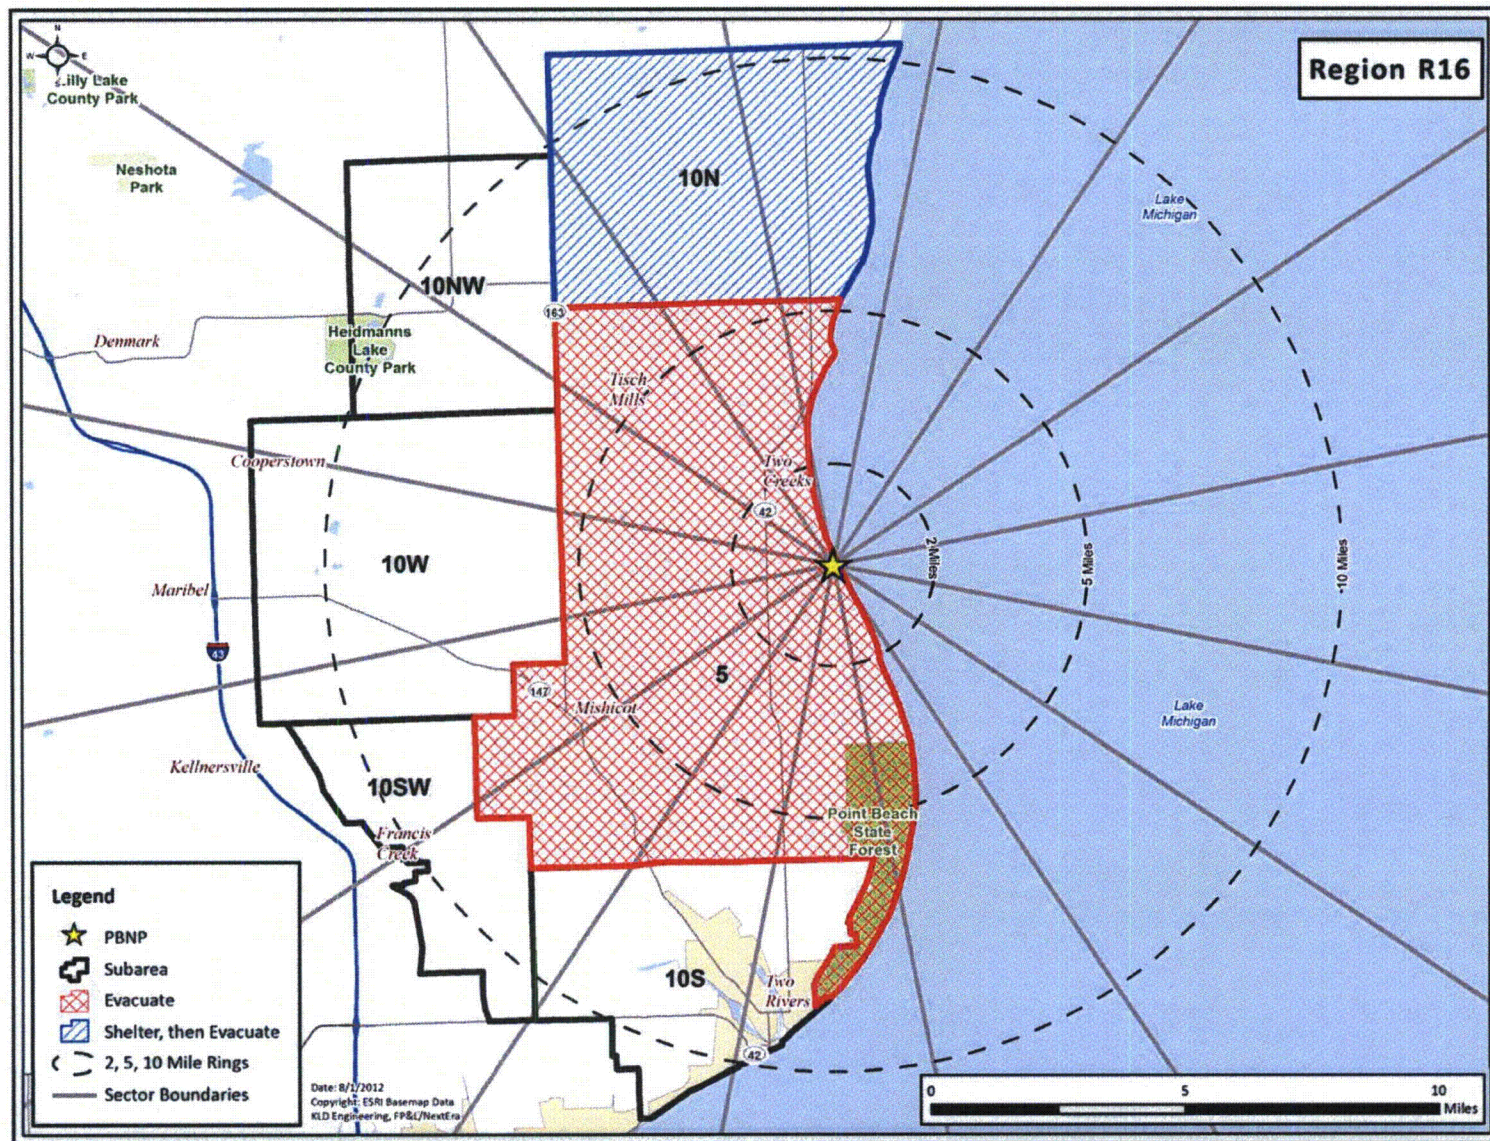 N
W
E
S
Region R16
Lilly Lake
County Park
Neshota
Park
10N
Lake
Michigan
10NW
163
Denmark
Heidmanns
Lake
County Park
Tisch
Mills
Cooperstown
Two
Creeks
42
10W
2 Miles
5 Miles
10 Miles
Maribel
43
5
147
Mishicot
Lake
Michigan
Kellnersville
10SW
Point Beach
State
Forest
Francis
Creek
10S
Two
Rivers
42
Legend
PBNP
Subarea
Evacuate
Shelter, then Evacuate
2, 5, 10 Mile Rings
Sector Boundaries
Date: 8/1/2012
Copyright: ESRI Basemap Data
KLD Engineering, FP&L/NextEra
0 5 10
Miles